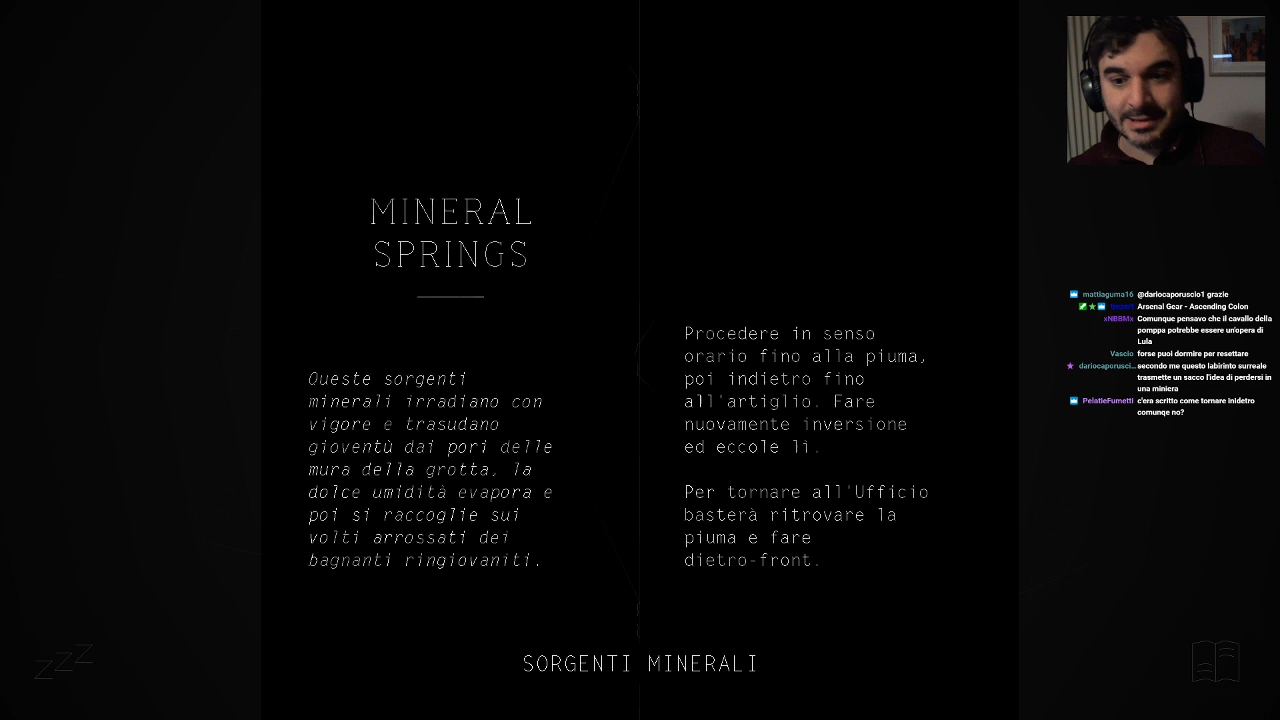 MINERAL
SPRINGS
Queste sorgenti
minerali irradiano con
vigore e trasudano
gioventù dai pori delle
mura della grotta, la
dolce umidità evapora e
poi si raccoglie sui
volti arrossati dei
bagnanti ringiovaniti.
Procedere in senso
orario fino alla piuma,
poi indietro fino
all'artiglio. Fare
nuovamente inversione
ed eccole lì.
Per tornare all'Ufficio
basterà ritrovare la
piuma e fare
dietro-front.
SORGENTI MINERALI
zzz
mattiaguma16 @dariocaporuscio1 grazie
Arsenal Gear - Ascending Colon
xNBBMx Comunque pensavo che il cavallo della
pomppa potrebbe essere un'opera di
Lula
Vascio forse puoi dormire per resettare
dariocaporusci... secondo me questo labirinto surreale
trasmette un sacco l'idea di perdersi in
una miniera
PelatieFumetti c'era scritto come tornare inidetro
comunqe no?